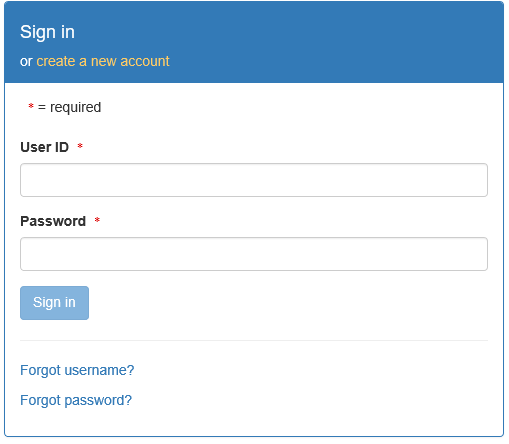 Sign in
or create a new account
* = required
User ID *
Password *
Sign in
Forgot username?
Forgot password?